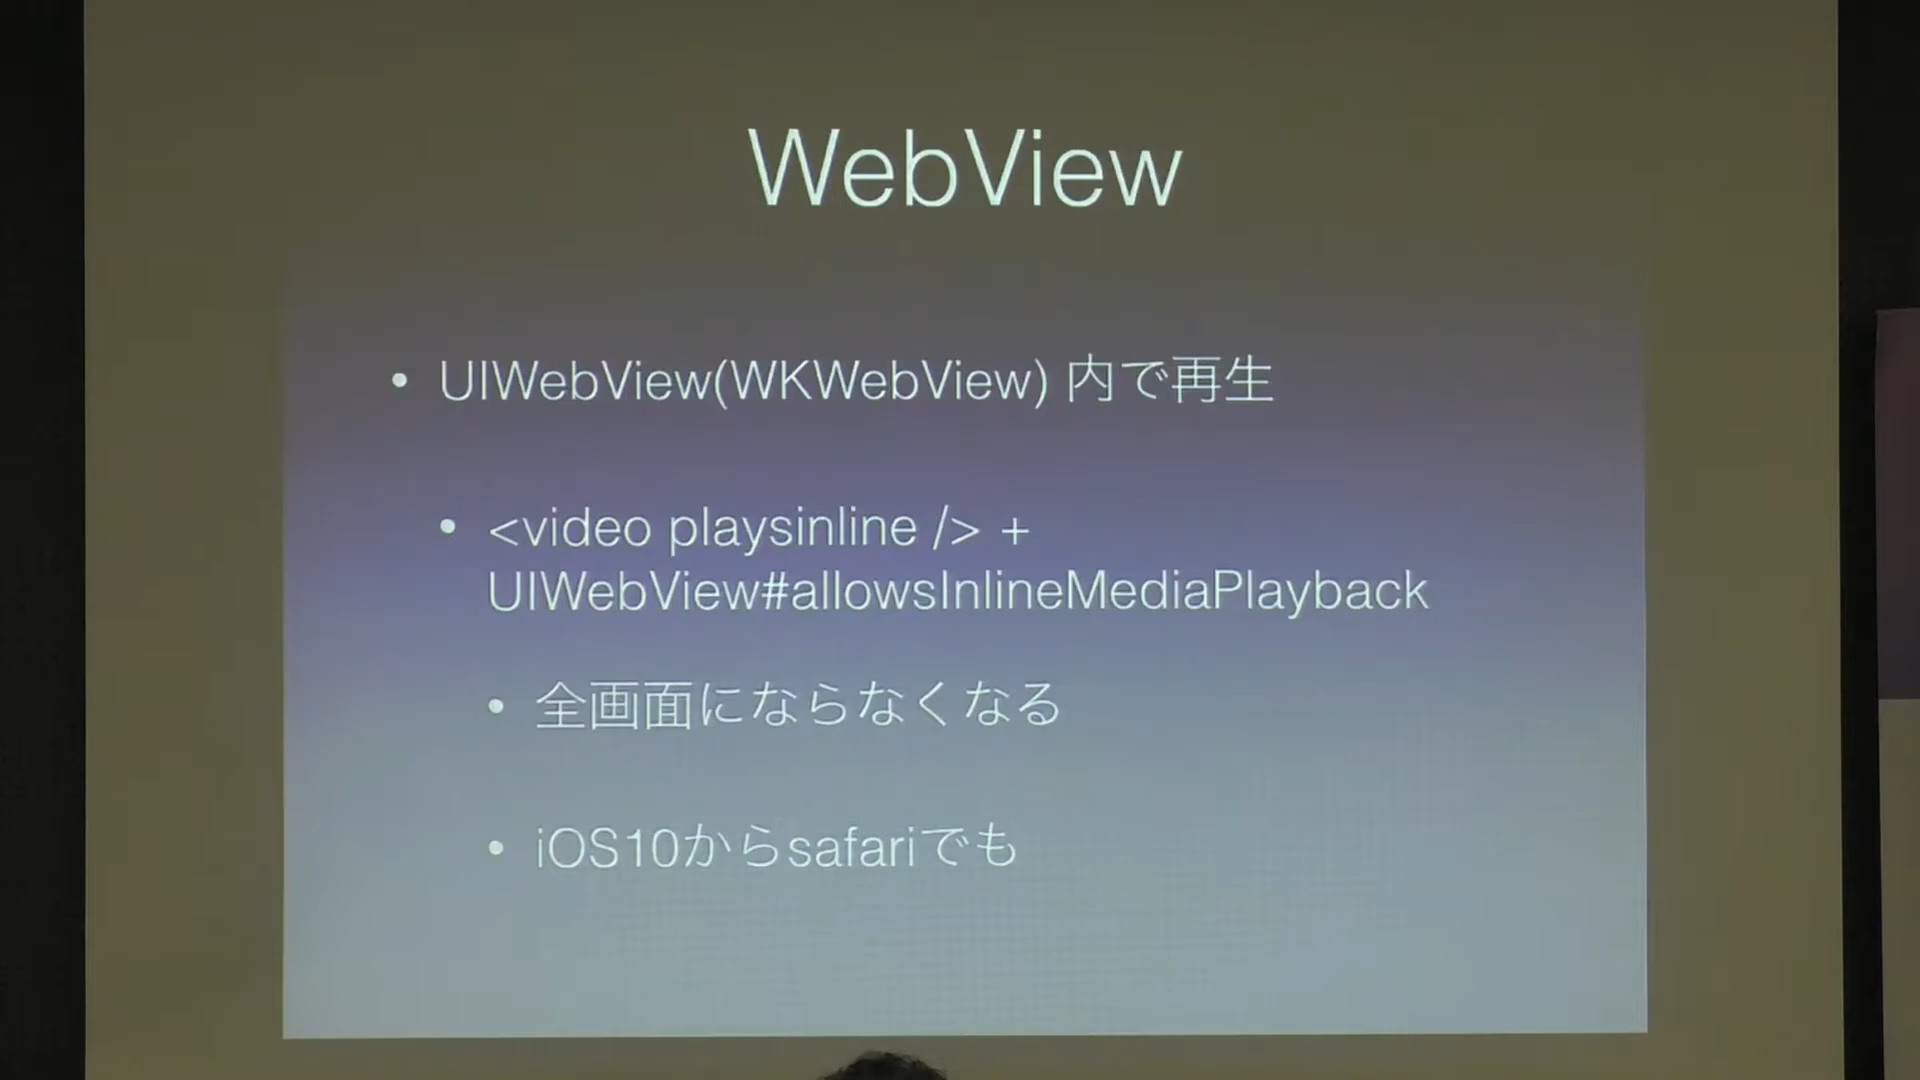 WebView
• UIWebView(WKWebView) 内で再生
• <video playsinline /> +
UIWebView#allowsInlineMediaPlayback
• 全画面にならなくなる
• iOS10からsafariでも